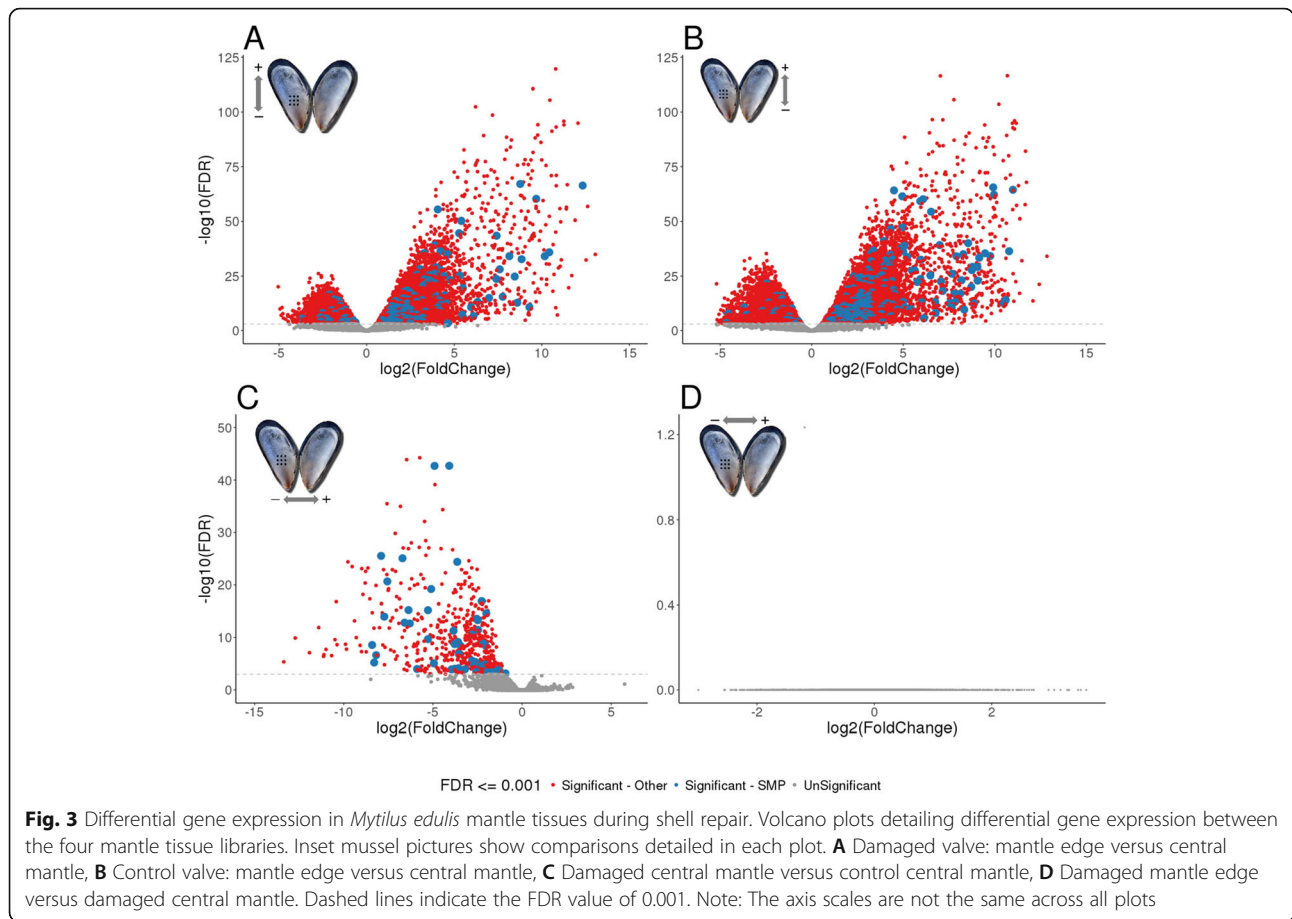 A
+
−
125
100
75
50
25
0
-log10(FDR)
-5 0 5 10 15
log2(FoldChange)
B
+
−
125
100
75
50
25
0
-5 0 5 10 15
log2(FoldChange)
C
− +
50
40
30
20
10
0
-log10(FDR)
-15 -10 -5 0 5
log2(FoldChange)
D
− +
1.2
0.8
0.4
0.0
-2 0 2
log2(FoldChange)
FDR <= 0.001 • Significant - Other • Significant - SMP • UnSignificant
Fig. 3 Differential gene expression in Mytilus edulis mantle tissues during shell repair. Volcano plots detailing differential gene expression between
the four mantle tissue libraries. Inset mussel pictures show comparisons detailed in each plot. A Damaged valve: mantle edge versus central
mantle, B Control valve: mantle edge versus central mantle, C Damaged central mantle versus control central mantle, D Damaged mantle edge
versus damaged central mantle. Dashed lines indicate the FDR value of 0.001. Note: The axis scales are not the same across all plots